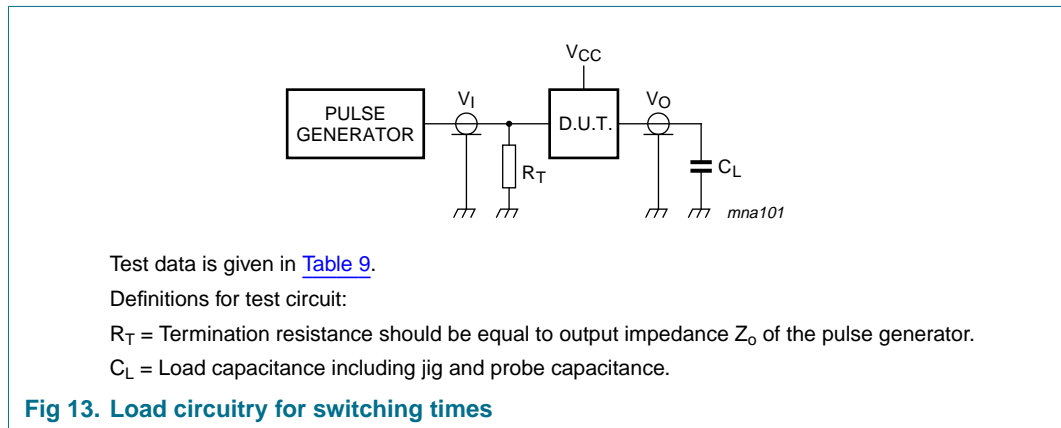 VCC
PULSE
GENERATOR
VI
D.U.T.
VO
RT
CL
mna101
Test data is given in Table 9.
Definitions for test circuit:
RT = Termination resistance should be equal to output impedance Zo of the pulse generator.
CL = Load capacitance including jig and probe capacitance.
Fig 13. Load circuitry for switching times